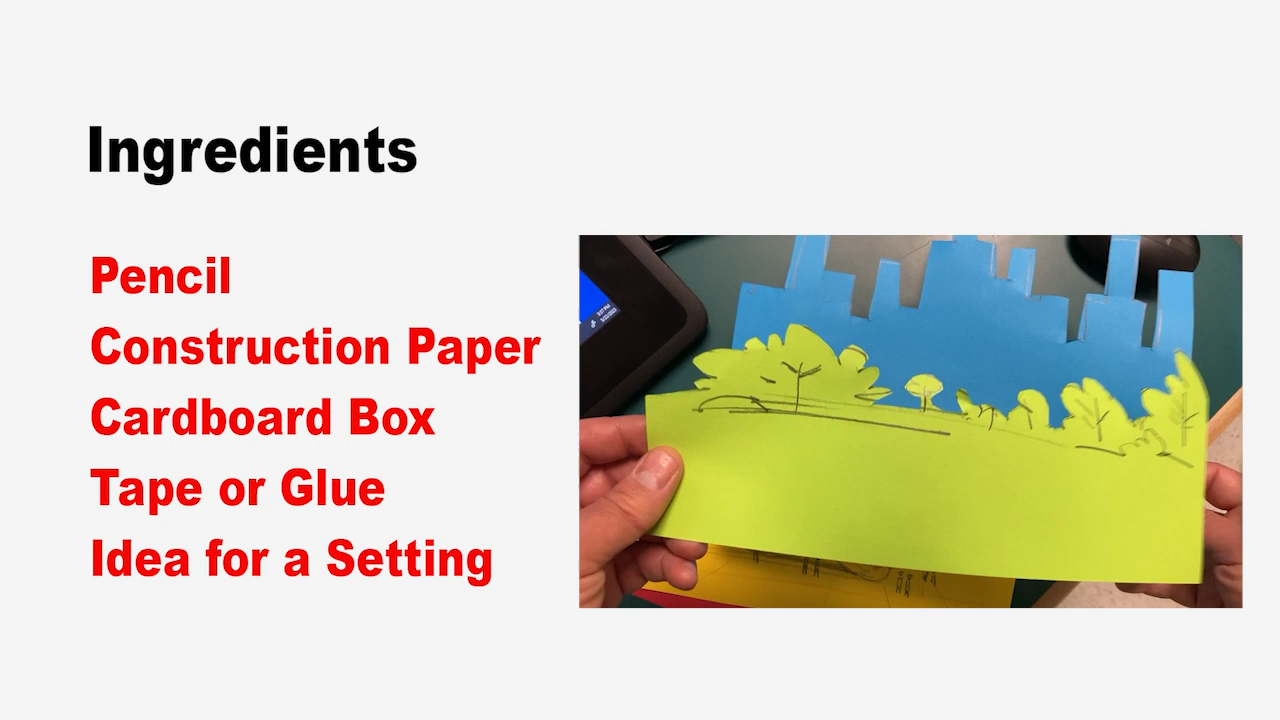 Ingredients
Pencil
Construction Paper
Cardboard Box
Tape or Glue
Idea for a Setting